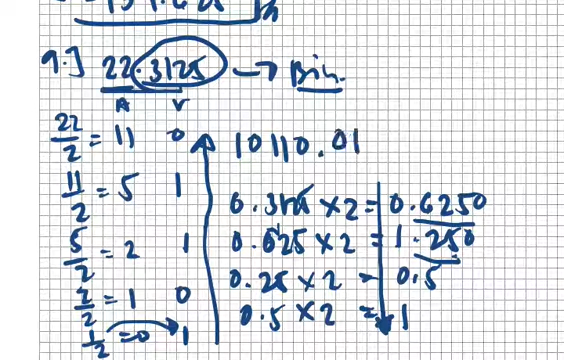 -151.625
9.] 22.3125 → Bin.
22/2 = 11 0
11/2 = 5 1
5/2 = 2 1
2/2 = 1 0
1/2 = 0 1
10110.01
0.3125 × 2 = 0.6250
0.625 × 2 = 1.250
0.25 × 2 = 0.5
0.5 × 2 = 1